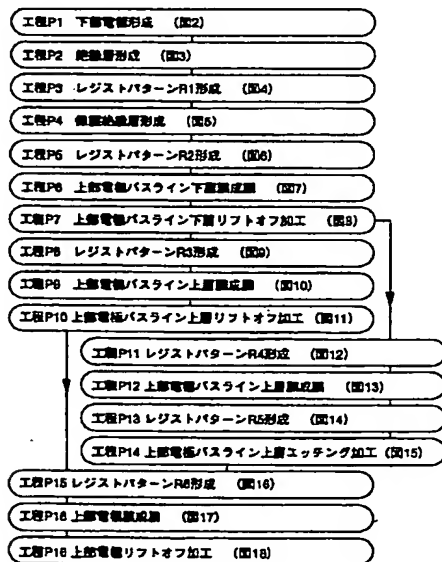 工程P1 下部電極形成 (図2)
工程P2 絶縁層形成 (図3)
工程P3 レジストパターンR1形成 (図4)
工程P4 保護絶縁層形成 (図5)
工程P5 レジストパターンR2形成 (図6)
工程P6 上部電極バスライン下層膜成膜 (図7)
工程P7 上部電極バスライン下層リフトオフ加工 (図8)
工程P8 レジストパターンR3形成 (図9)
工程P9 上部電極バスライン上層膜成膜 (図10)
工程P10 上部電極バスライン上層リフトオフ加工 (図11)
工程P11 レジストパターンR4形成 (図12)
工程P12 上部電極バスライン上層膜成膜 (図13)
工程P13 レジストパターンR5形成 (図14)
工程P14 上部電極バスライン上層エッチング加工 (図15)
工程P15 レジストパターンR6形成 (図16)
工程P16 上部電極膜成膜 (図17)
工程P16 上部電極リフトオフ加工 (図18)